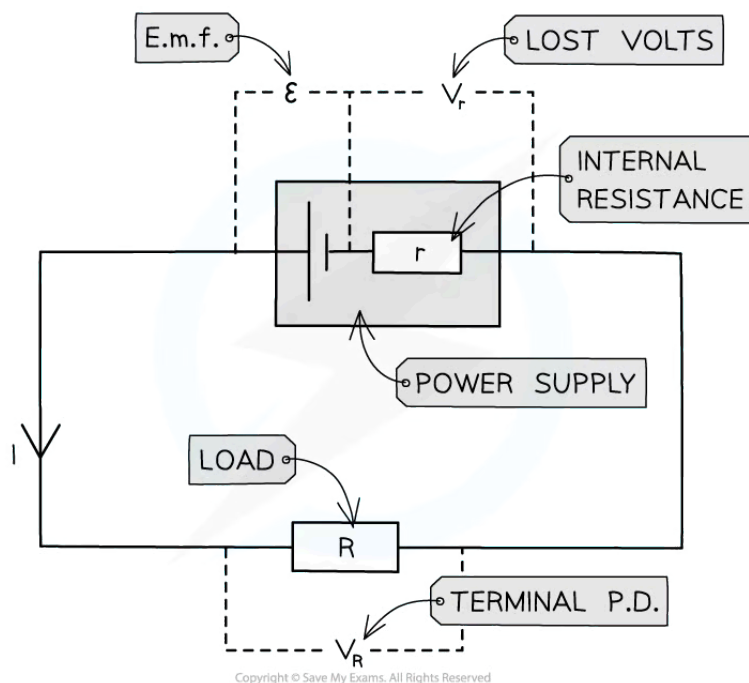 E.m.f.
LOST VOLTS
ε
Vr
INTERNAL
RESISTANCE
r
POWER SUPPLY
I
LOAD
R
TERMINAL P.D.
VR
Copyright © Save My Exams. All Rights Reserved